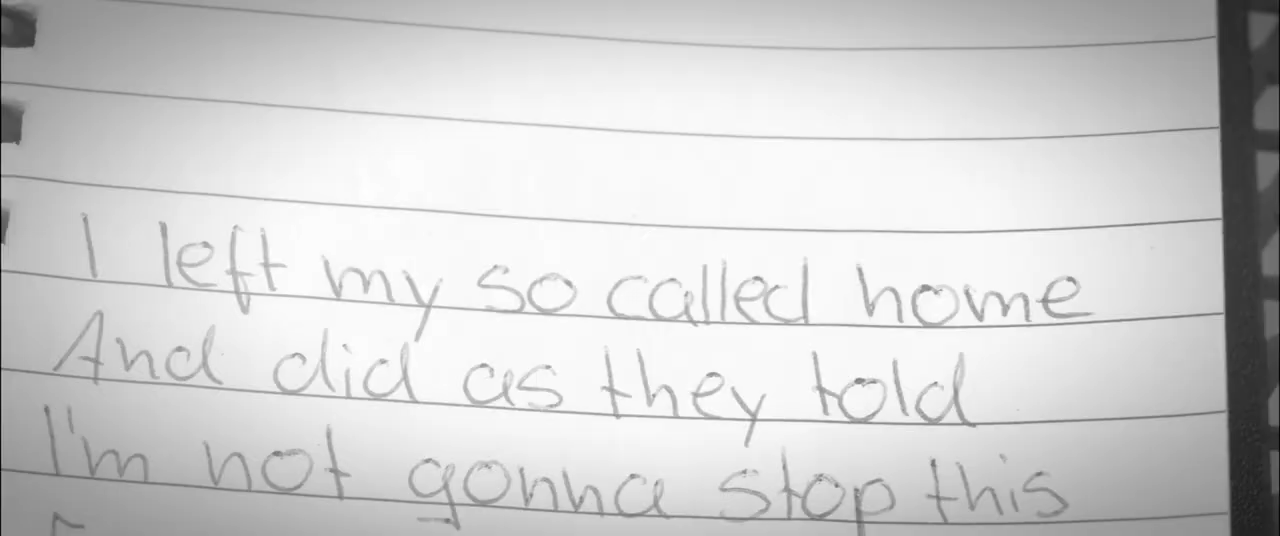 I left my so called home
And did as they told
I'm not gonna stop this